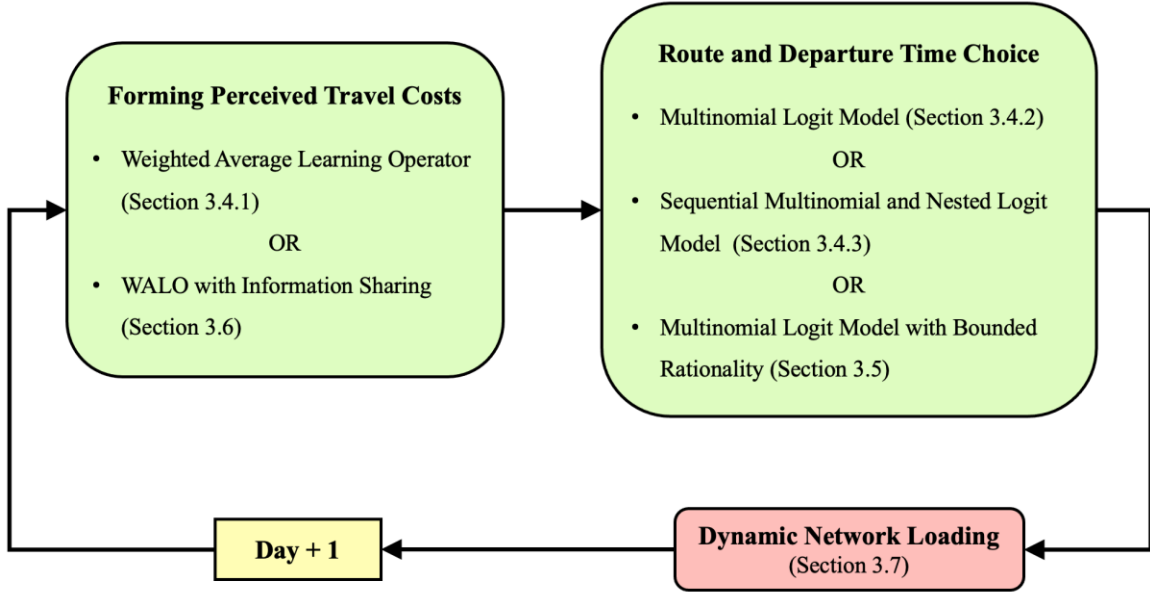 Forming Perceived Travel Costs
• Weighted Average Learning Operator
(Section 3.4.1)
OR
• WALO with Information Sharing
(Section 3.6)
Route and Departure Time Choice
• Multinomial Logit Model (Section 3.4.2)
OR
• Sequential Multinomial and Nested Logit
Model (Section 3.4.3)
OR
• Multinomial Logit Model with Bounded
Rationality (Section 3.5)
Day + 1
Dynamic Network Loading
(Section 3.7)